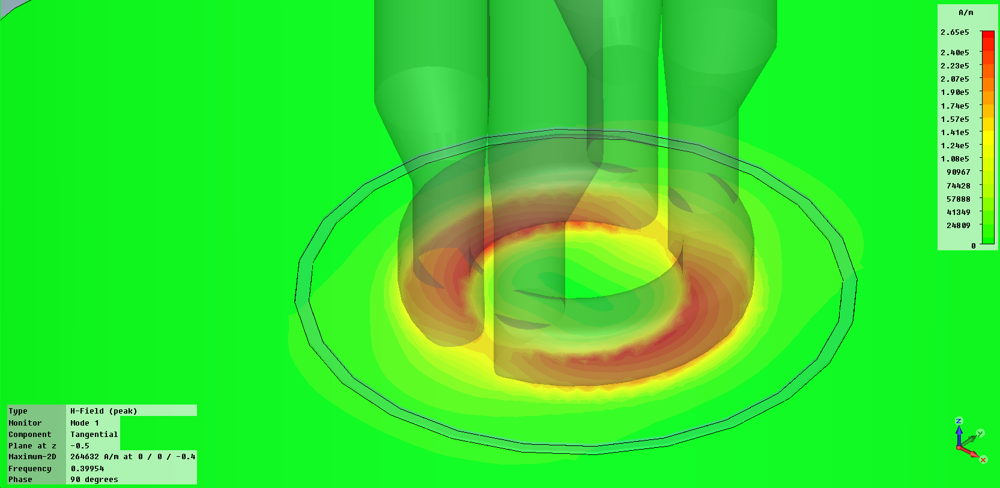 A/m
2.65e5
2.40e5
2.23e5
2.07e5
1.90e5
1.74e5
1.57e5
1.41e5
1.24e5
1.08e5
90967
74428
57888
41349
24809
0
Type H-Field (peak)
Monitor Mode 1
Component Tangential
Plane at z -0.5
Maximum-2D 264632 A/m at 0 / 0 / -0.4
Frequency 0.39954
Phase 90 degrees
z
y
x